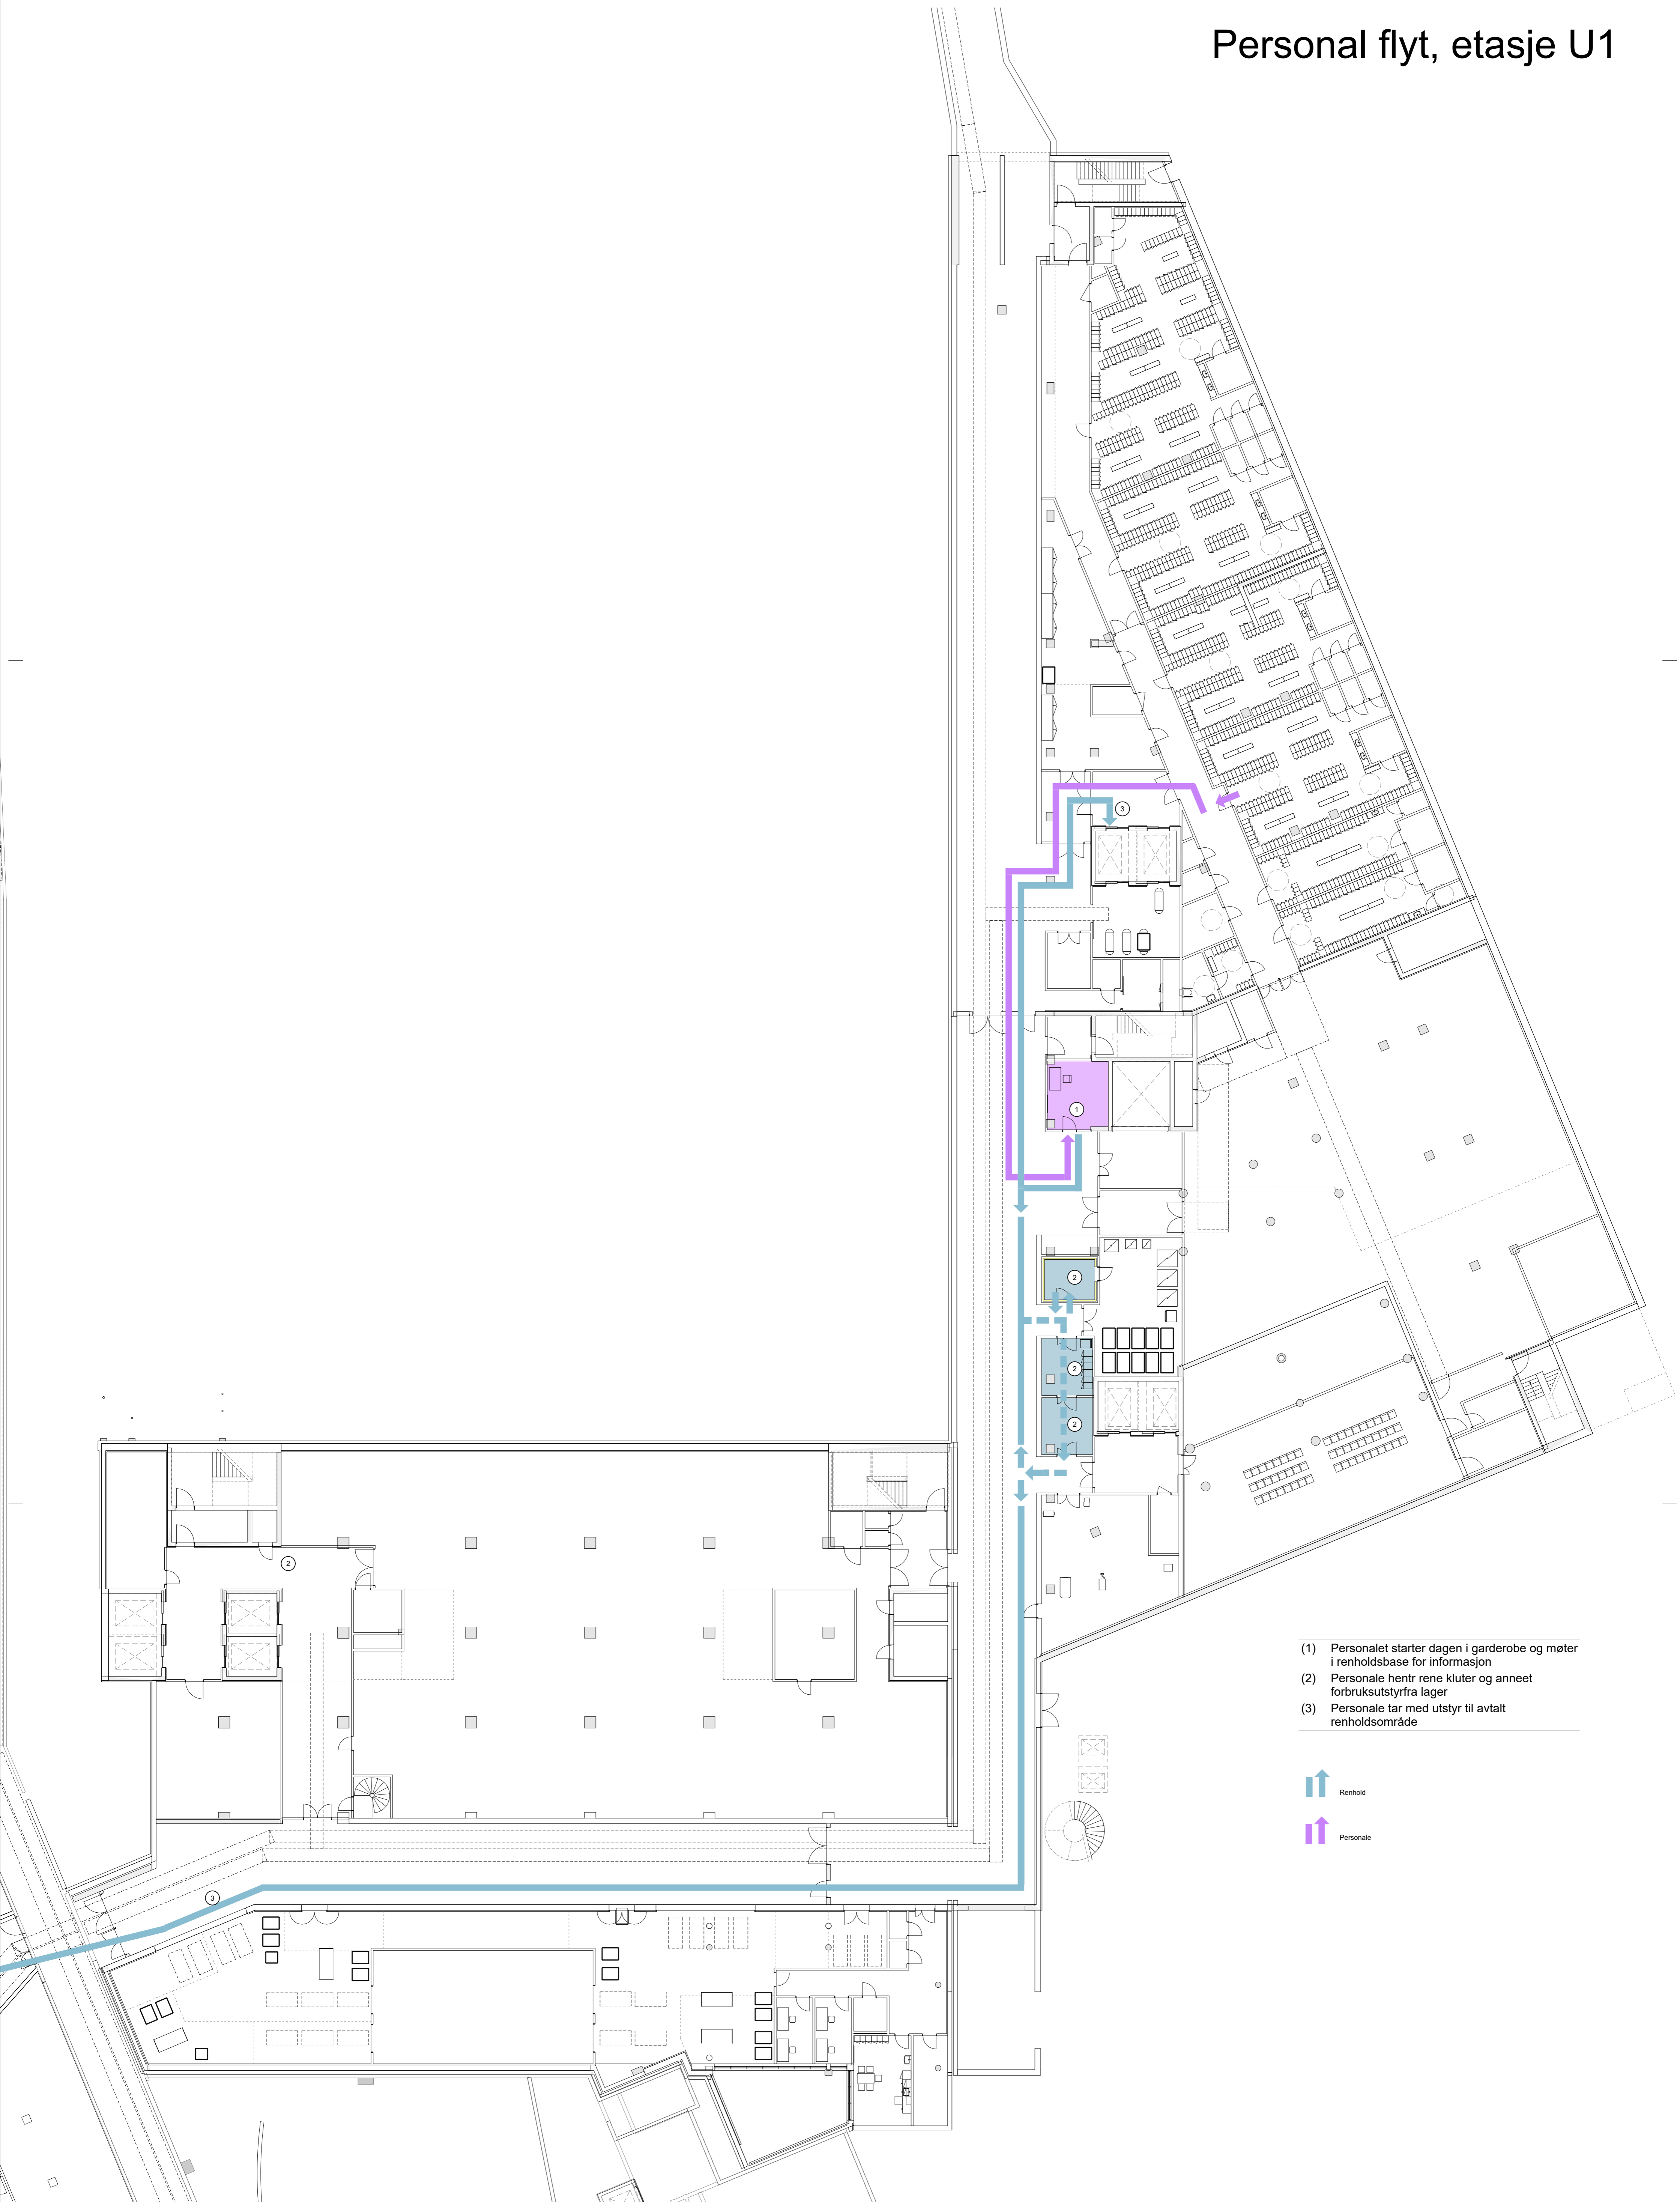 Personal flyt, etasje U1
3
1
2
2
2
2
3
(1) Personalet starter dagen i garderobe og møter
i renholdsbase for informasjon
(2) Personale hentr rene kluter og anneet
forbruksutstyrfra lager
(3) Personale tar med utstyr til avtalt
renholdsområde
Renhold
Personale